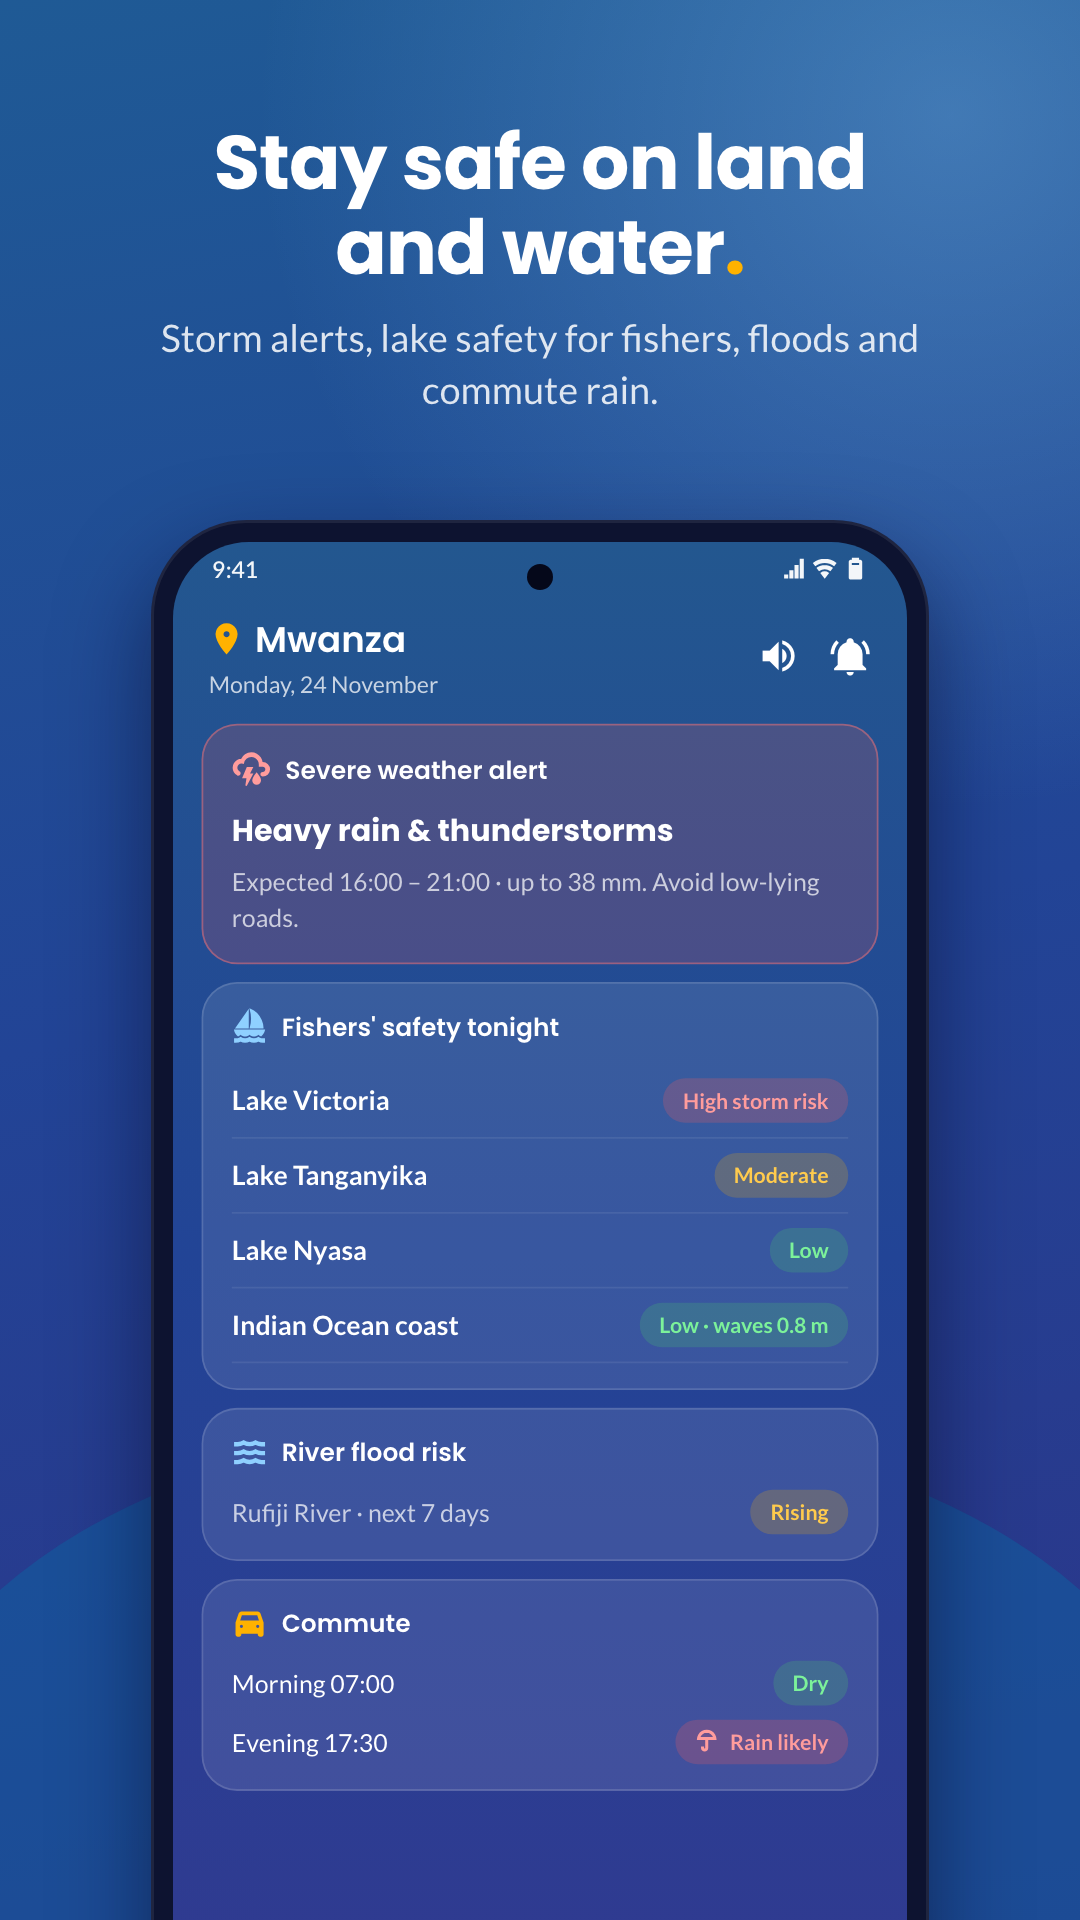 Stay safe on land
and water.
Storm alerts, lake safety for fishers, floods and
commute rain.
9:41
Mwanza
Monday, 24 November
Severe weather alert
Heavy rain & thunderstorms
Expected 16:00 – 21:00 · up to 38 mm. Avoid low-lying
roads.
Fishers' safety tonight
Lake Victoria High storm risk
Lake Tanganyika Moderate
Lake Nyasa Low
Indian Ocean coast Low · waves 0.8 m
River flood risk
Rufiji River · next 7 days Rising
Commute
Morning 07:00 Dry
Evening 17:30 Rain likely